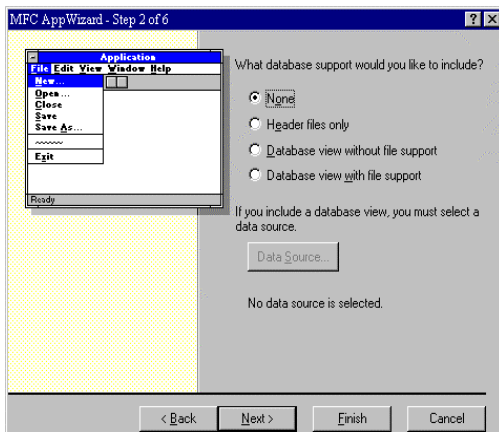 MFC AppWizard - Step 2 of 6
Application
File Edit View Window Help
New...
Open...
Close
Save
Save As...
Exit
Ready
What database support would you like to include?
None
Header files only
Database view without file support
Database view with file support
If you include a database view, you must select a
data source.
Data Source...
No data source is selected.
< Back
Next >
Finish
Cancel